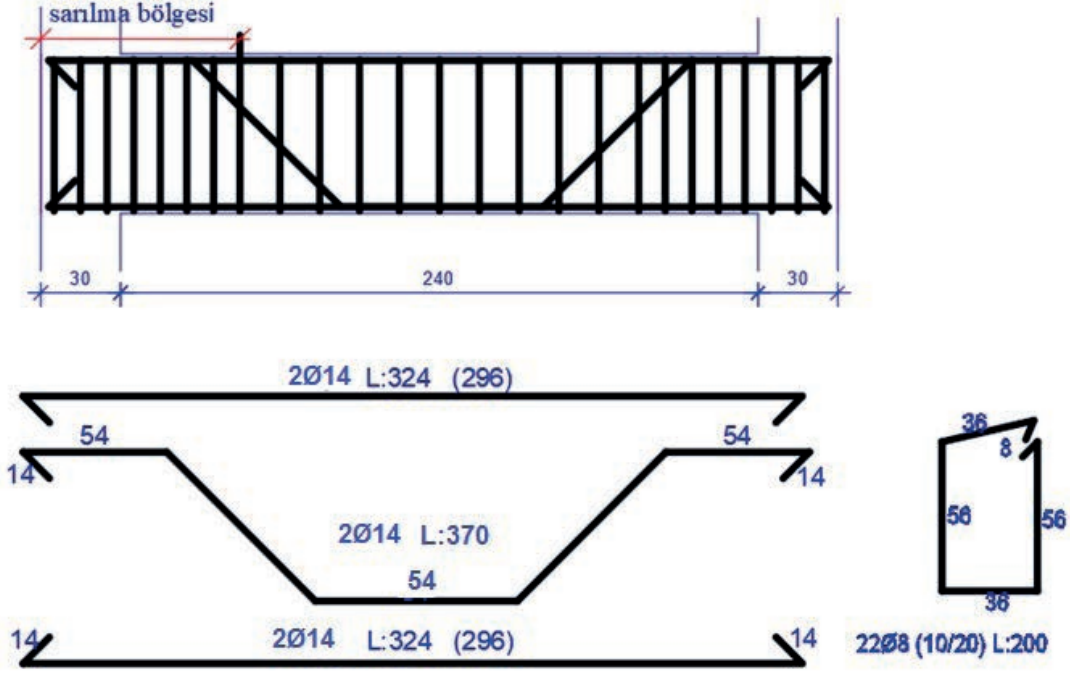 sarılma bölgesi
30 240 30
2Ø14 L:324 (296)
54 54
14 14
2Ø14 L:370
54
14 2Ø14 L:324 (296) 14
36
8
56 56
36
22Ø8 (10/20) L:200